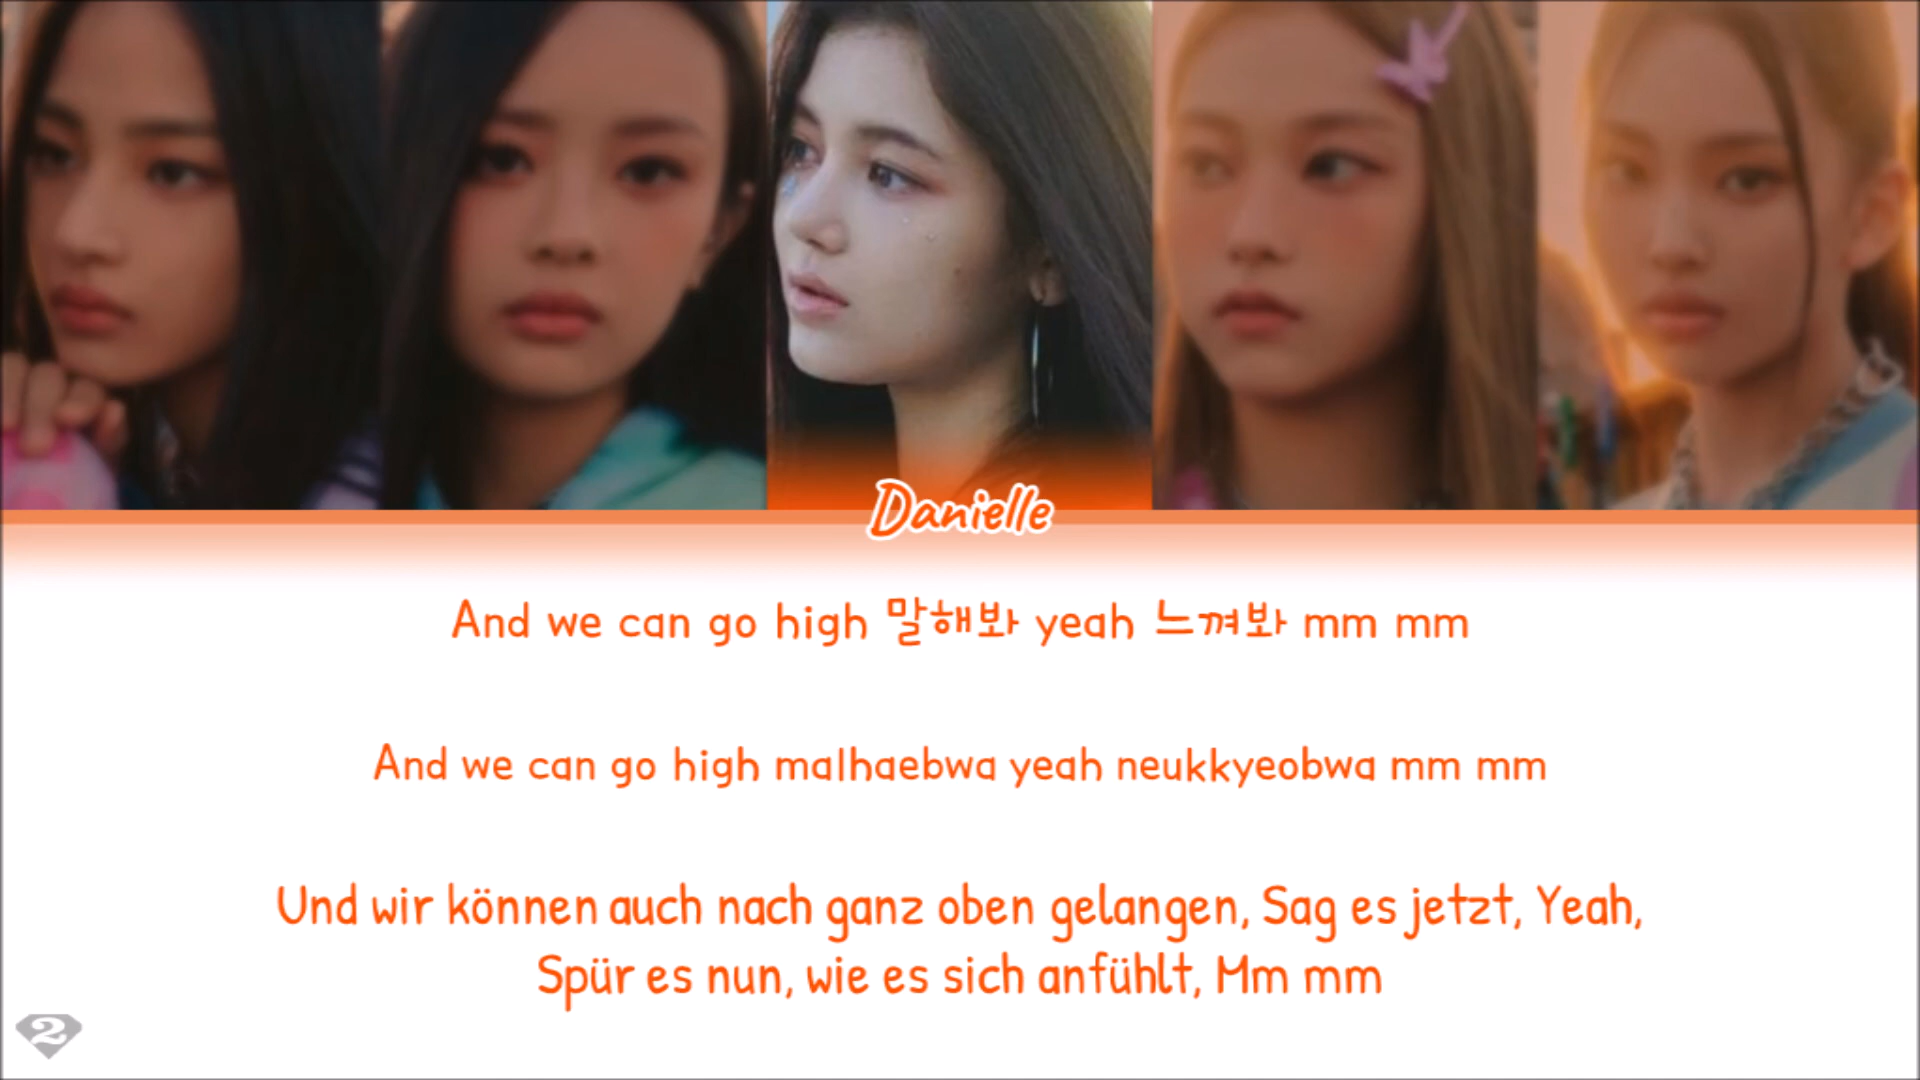 Danielle
And we can go high 말해봐 yeah 느껴봐 mm mm
And we can go high malhaebwa yeah neukkyeobwa mm mm
Und wir können auch nach ganz oben gelangen, Sag es jetzt, Yeah,
Spür es nun, wie es sich anfühlt, Mm mm
2